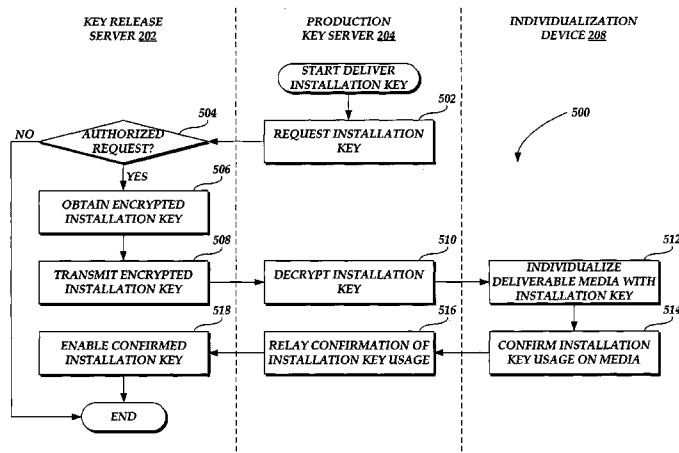 KEY RELEASE
SERVER 202
PRODUCTION
KEY SERVER 204
INDIVIDUALIZATION
DEVICE 208
START DELIVER
INSTALLATION KEY
502
REQUEST INSTALLATION
KEY
500
504
NO
AUTHORIZED
REQUEST?
YES
506
OBTAIN ENCRYPTED
INSTALLATION KEY
508
TRANSMIT ENCRYPTED
INSTALLATION KEY
510
DECRYPT INSTALLATION
KEY
512
INDIVIDUALIZE
DELIVERABLE MEDIA WITH
INSTALLATION KEY
514
CONFIRM INSTALLATION
KEY USAGE ON MEDIA
516
RELAY CONFIRMATION OF
INSTALLATION KEY USAGE
518
ENABLE CONFIRMED
INSTALLATION KEY
END